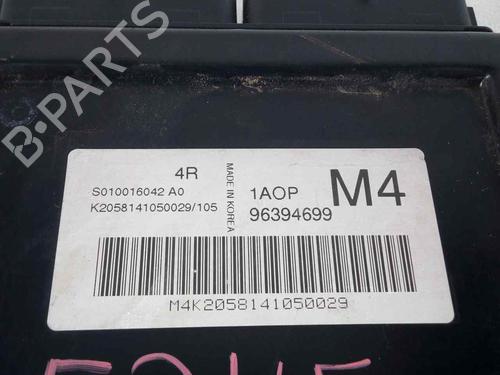 B-PARTS
4R
S010016042 A0
K2058141050029/105
MADE IN KOREA
1AOP
M4
96394699
M4K2058141050029